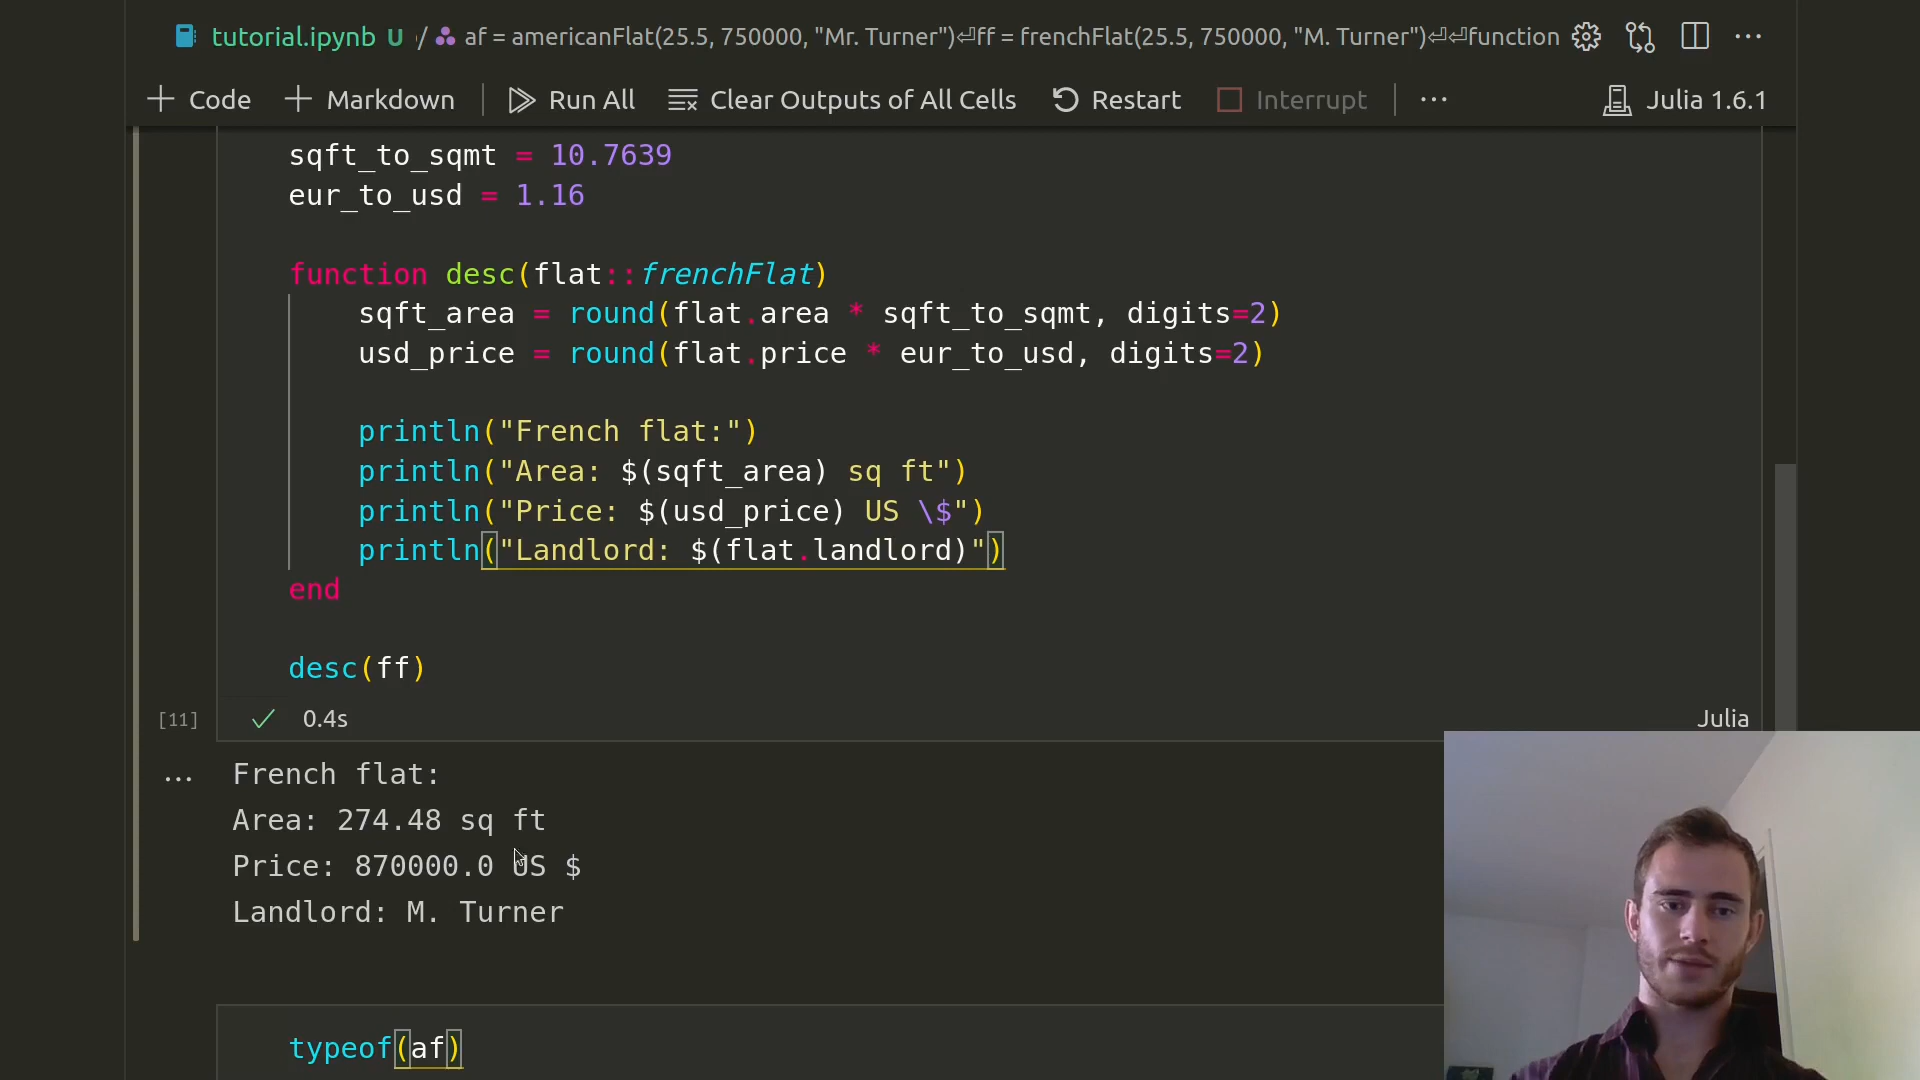 tutorial.ipynb U / af = americanFlat(25.5, 750000, "Mr. Turner")⏎ff = frenchFlat(25.5, 750000, "M. Turner")⏎⏎function ...
Code Markdown Run All Clear Outputs of All Cells Restart Interrupt ... Julia 1.6.1
sqft_to_sqmt = 10.7639
eur_to_usd = 1.16
function desc(flat::frenchFlat)
sqft_area = round(flat.area * sqft_to_sqmt, digits=2)
usd_price = round(flat.price * eur_to_usd, digits=2)
println("French flat:")
println("Area: $(sqft_area) sq ft")
println("Price: $(usd_price) US \$")
println("Landlord: $(flat.landlord)")
end
desc(ff)
[11] 0.4s Julia
... French flat:
Area: 274.48 sq ft
Price: 870000.0 US $
Landlord: M. Turner
typeof(af)